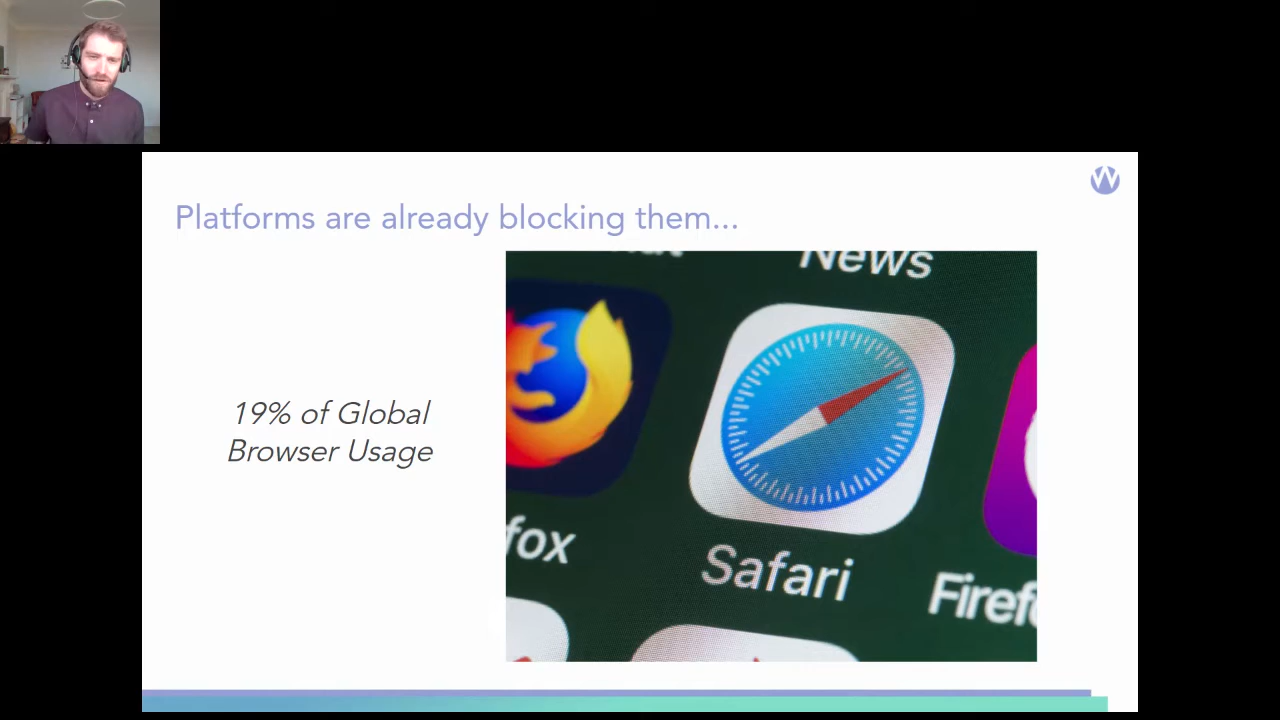 Platforms are already blocking them...
19% of Global
Browser Usage
News
fox
Safari
Firef